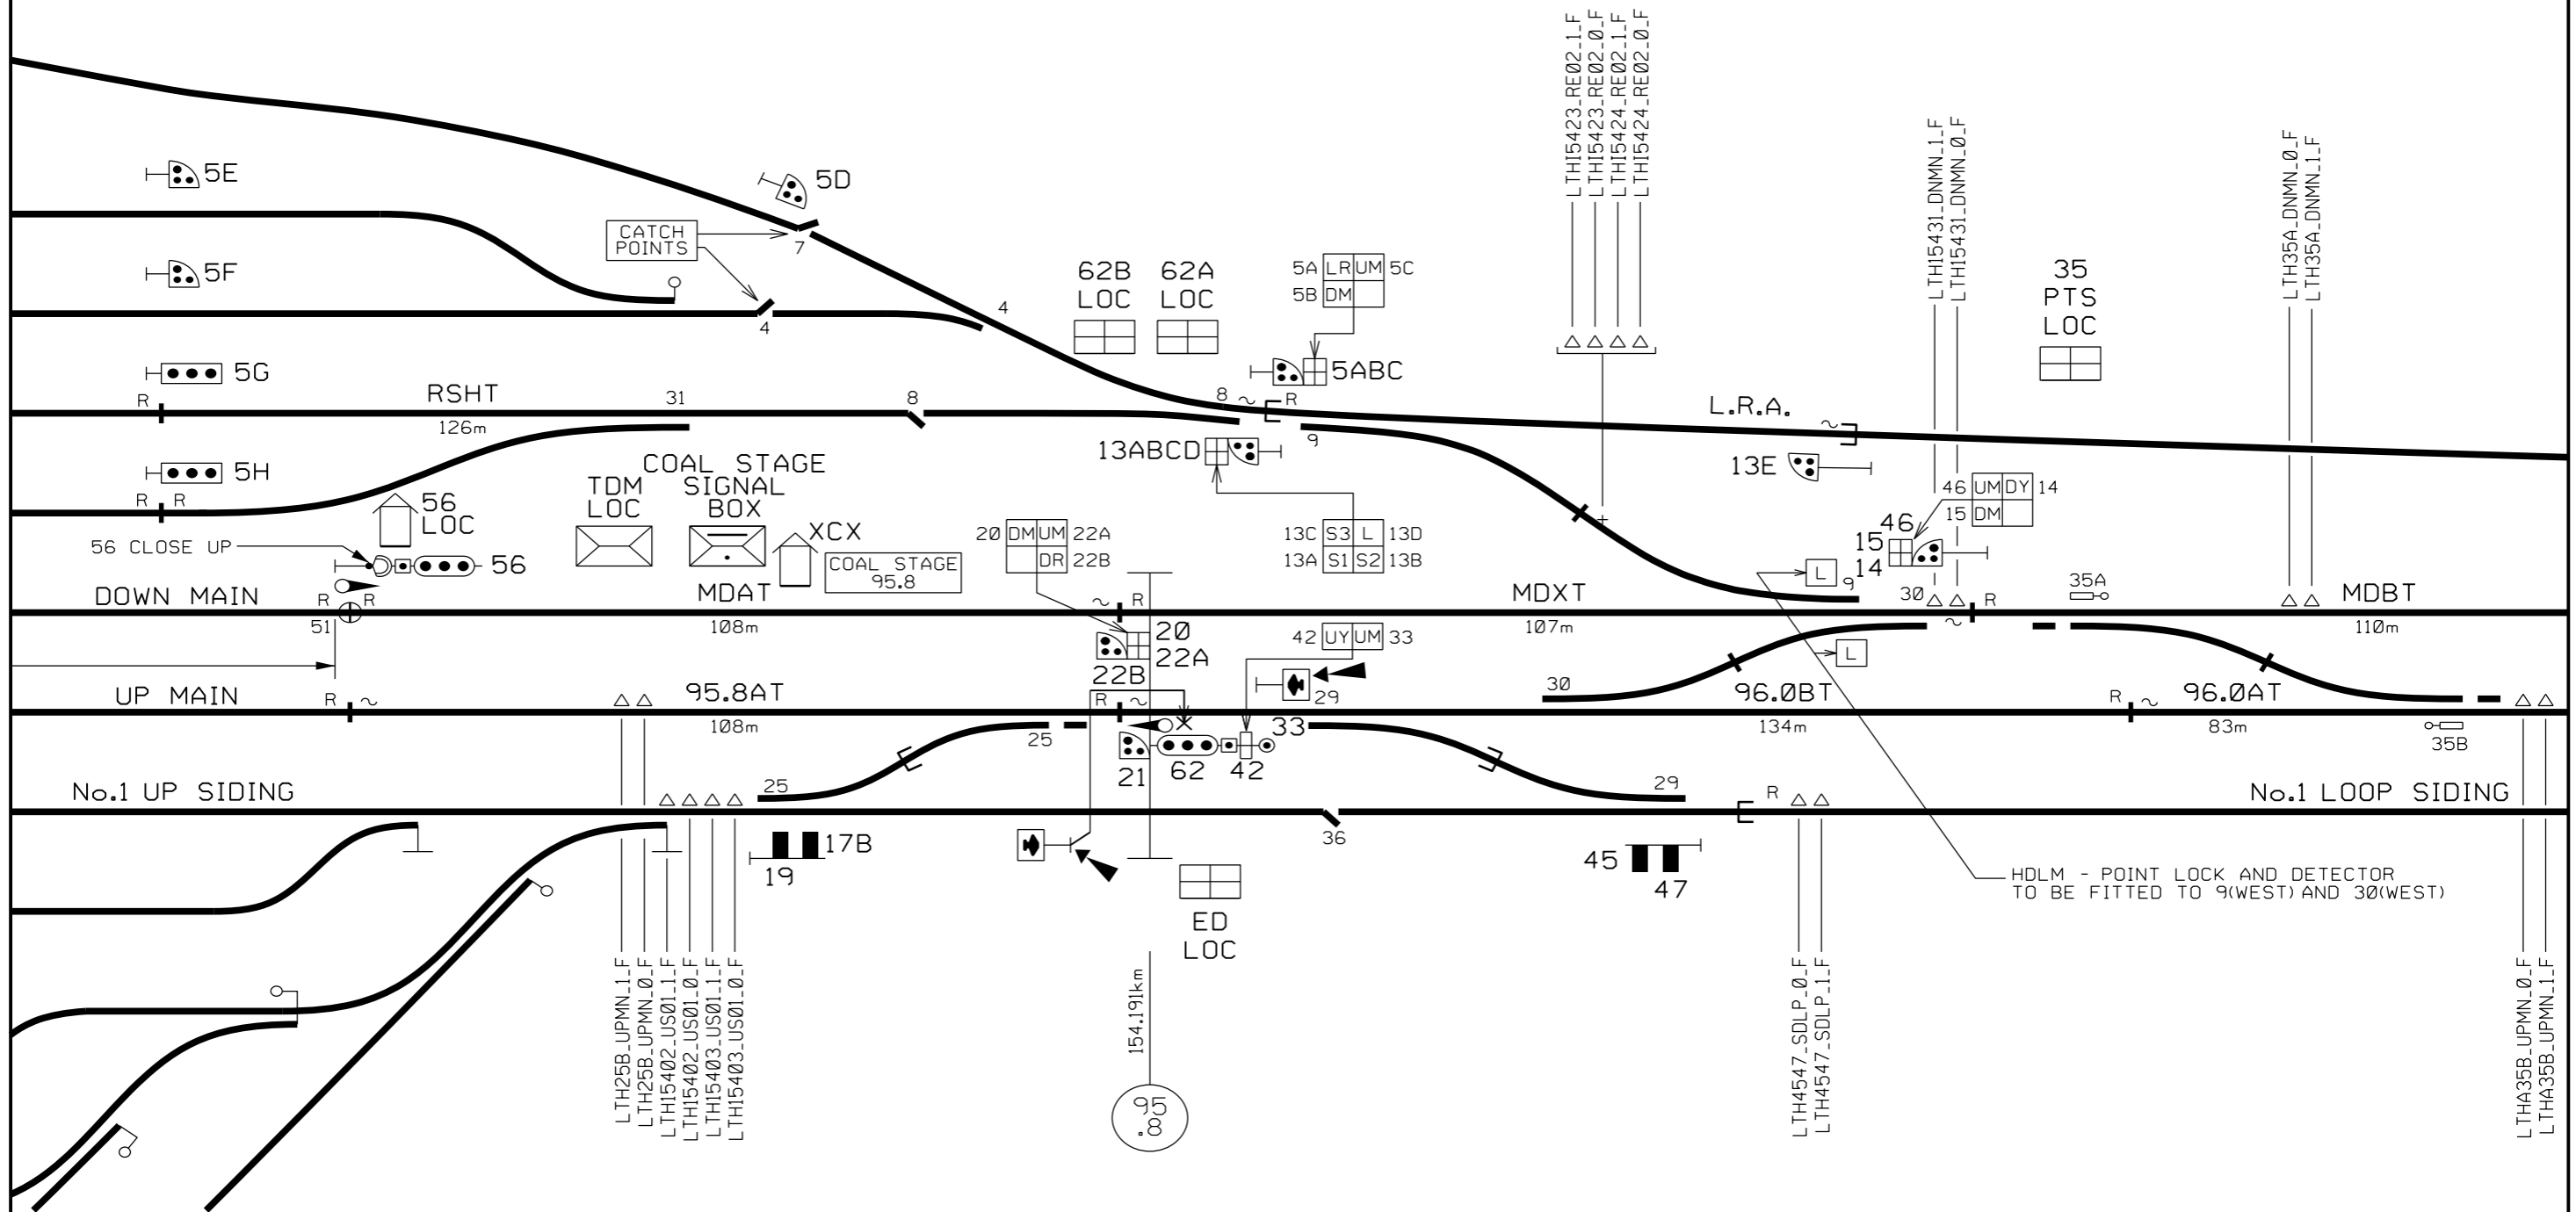 LTHI5423_RE02_1_F
LTHI5423_RE02_0_F
LTHI5424_RE02_1_F
LTHI5424_RE02_0_F
LTH15431_DNMN_1_F
LTH15431_DNMN_0_F
LTH35A_DNMN_0_F
LTH35A_DNMN_1_F
5E
5D
CATCH
POINTS
7
5F
4
4
62B
LOC
62A
LOC
5A LR UM 5C
5B DM
35
PTS
LOC
5G
5ABC
R
RSHT
126m
31
8
8
~
R
9
L.R.A.
~
5H
R R
56
LOC
COAL STAGE
SIGNAL
BOX
TDM
LOC
XCX
COAL STAGE
95.8
13ABCD
13E
46 UM DY 14
15 DM
56 CLOSE UP
56
20 DM UM 22A
DR 22B
13C S3 L 13D
13A S1 S2 13B
46
15
14
L
9
35A
DOWN MAIN
R R
51
MDAT
108m
~ R
MDXT
107m
30
R
~
MDBT
110m
20
22A
22B
42 UY UM 33
L
29
UP MAIN
R ~
95.8AT
108m
R ~
30
96.0BT
134m
R ~
96.0AT
83m
35B
25
33
21
62
42
No.1 UP SIDING
25
29
R
No.1 LOOP SIDING
36
17B
19
45
47
ED
LOC
HDLM - POINT LOCK AND DETECTOR
TO BE FITTED TO 9(WEST) AND 30(WEST)
LTH25B_UPMN_1_F
LTH25B_UPMN_0_F
LTH15402_US01_1_F
LTH15402_US01_0_F
LTH15403_US01_1_F
LTH15403_US01_0_F
154.191km
95
.8
LTH4547_SDLP_0_F
LTH4547_SDLP_1_F
LTHA35B_UPMN_0_F
LTHA35B_UPMN_1_F